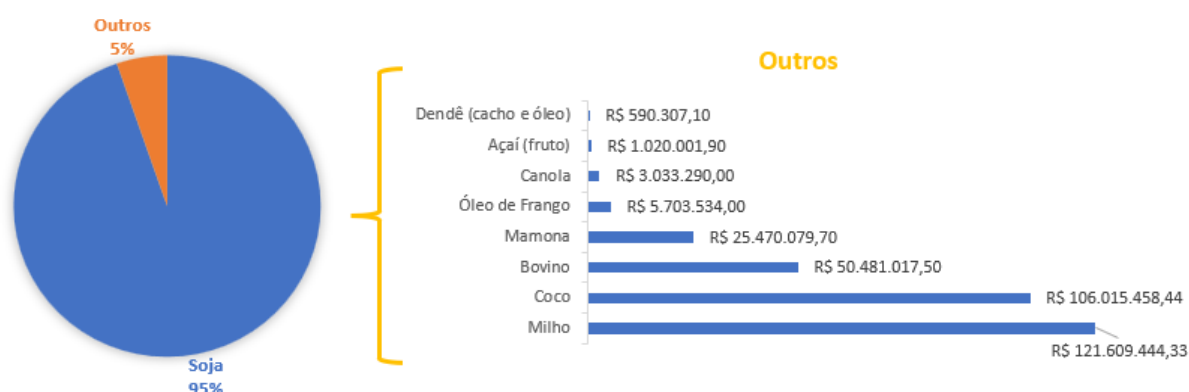 Outros
5%
Soja
95%
Outros
Dendê (cacho e óleo) R$ 590.307,10
Açaí (fruto) R$ 1.020.001,90
Canola R$ 3.033.290,00
Óleo de Frango R$ 5.703.534,00
Mamona R$ 25.470.079,70
Bovino R$ 50.481.017,50
Coco R$ 106.015.458,44
Milho R$ 121.609.444,33